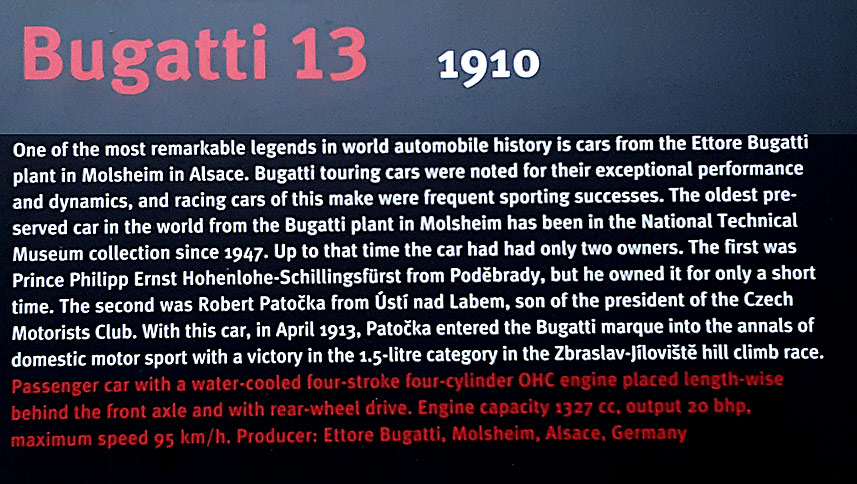 Bugatti 13 1910
One of the most remarkable legends in world automobile history is cars from the Ettore Bugatti
plant in Molsheim in Alsace. Bugatti touring cars were noted for their exceptional performance
and dynamics, and racing cars of this make were frequent sporting successes. The oldest pre-
served car in the world from the Bugatti plant in Molsheim has been in the National Technical
Museum collection since 1947. Up to that time the car had had only two owners. The first was
Prince Philipp Ernst Hohenlohe-Schillingsfürst from Poděbrady, but he owned it for only a short
time. The second was Robert Patočka from Ústí nad Labem, son of the president of the Czech
Motorists Club. With this car, in April 1913, Patočka entered the Bugatti marque into the annals of
domestic motor sport with a victory in the 1.5-litre category in the Zbraslav-Jíloviště hill climb race.
Passenger car with a water-cooled four-stroke four-cylinder OHC engine placed length-wise
behind the front axle and with rear-wheel drive. Engine capacity 1327 cc, output 20 bhp,
maximum speed 95 km/h. Producer: Ettore Bugatti, Molsheim, Alsace, Germany